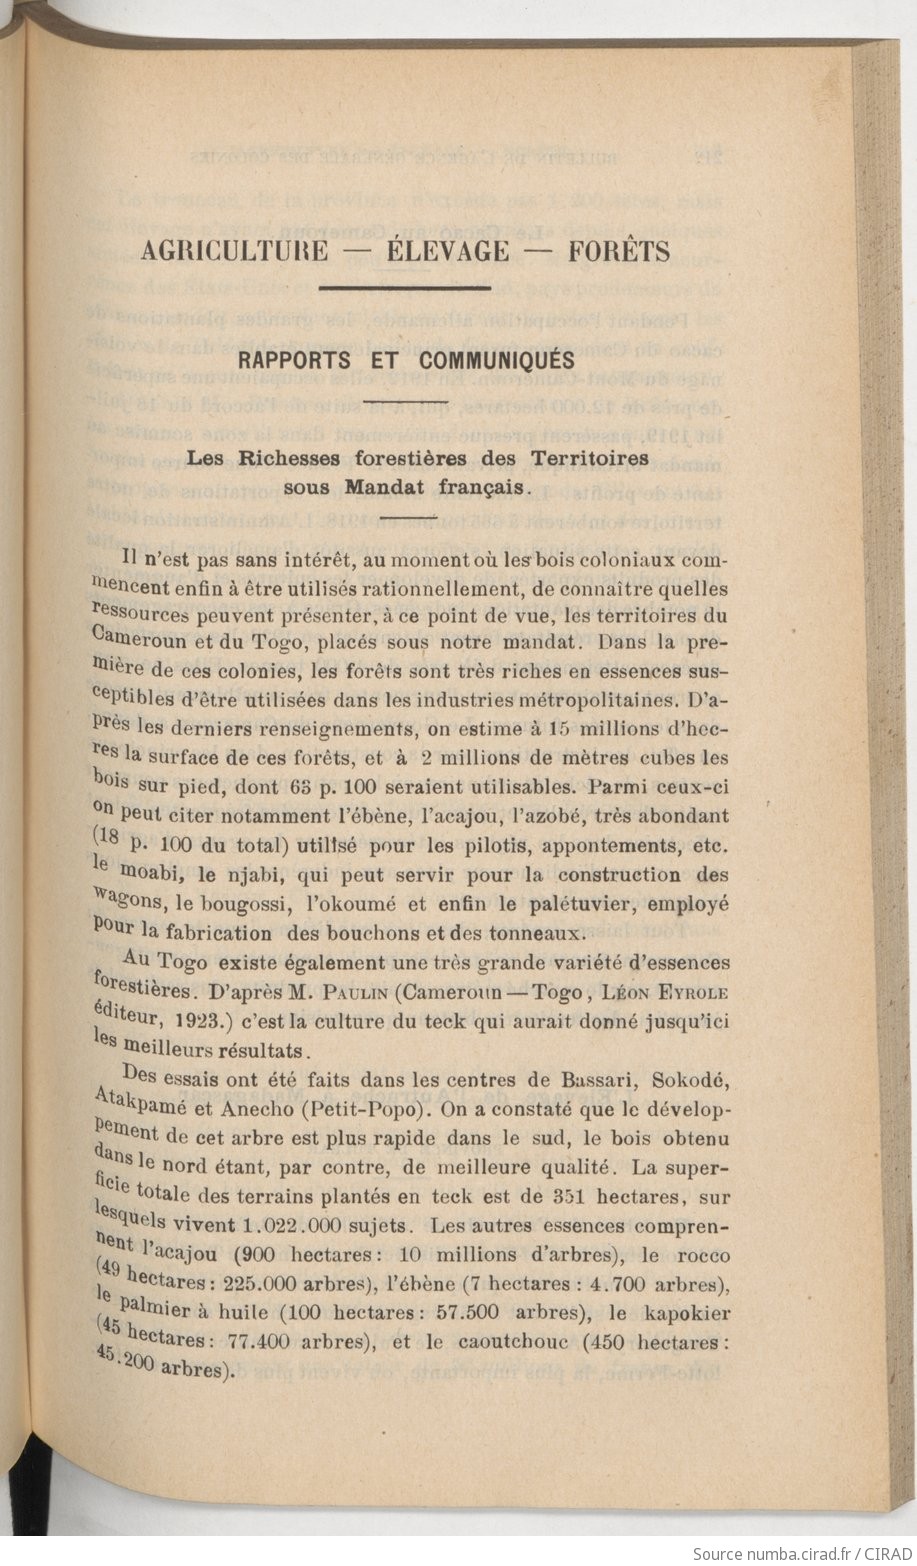 AGRICULTURE — ÉLEVAGE — FORÊTS
RAPPORTS ET COMMUNIQUÉS
Les Richesses forestières des Territoires
sous Mandat français.
Il n'est pas sans intérêt, au moment où les bois coloniaux com-
mencent enfin à être utilisés rationnellement, de connaître quelles
ressources peuvent présenter, à ce point de vue, les territoires du
Cameroun et du Togo, placés sous notre mandat. Dans la pre-
mière de ces colonies, les forêts sont très riches en essences sus-
ceptibles d'être utilisées dans les industries métropolitaines. D'a-
près les derniers renseignements, on estime à 15 millions d'hec-
res la surface de ces forêts, et à 2 millions de mètres cubes les
bois sur pied, dont 63 p. 100 seraient utilisables. Parmi ceux-ci
on peut citer notamment l'ébène, l'acajou, l'azobé, très abondant
(18 p. 100 du total) utilisé pour les pilotis, appontements, etc.
le moabi, le njabi, qui peut servir pour la construction des
wagons, le bougossi, l'okoumé et enfin le palétuvier, employé
pour la fabrication des bouchons et des tonneaux.
Au Togo existe également une très grande variété d'essences
forestières. D'après M. PAULIN (Cameroun — Togo, LÉON EYROLE
éditeur, 1923.) c'est la culture du teck qui aurait donné jusqu'ici
les meilleurs résultats.
Des essais ont été faits dans les centres de Bassari, Sokodé,
Atakpamé et Anecho (Petit-Popo). On a constaté que le dévelop-
pement de cet arbre est plus rapide dans le sud, le bois obtenu
dans le nord étant, par contre, de meilleure qualité. La super-
ficie totale des terrains plantés en teck est de 351 hectares, sur
lesquels vivent 1.022.000 sujets. Les autres essences compren-
nent l'acajou (900 hectares : 10 millions d'arbres), le rocco
(49 hectares : 225.000 arbres), l'ébène (7 hectares : 4.700 arbres),
le palmier à huile (100 hectares : 57.500 arbres), le kapokier
(45 hectares : 77.400 arbres), et le caoutchouc (450 hectares :
45.200 arbres).
Source numba.cirad.fr / CIRAD